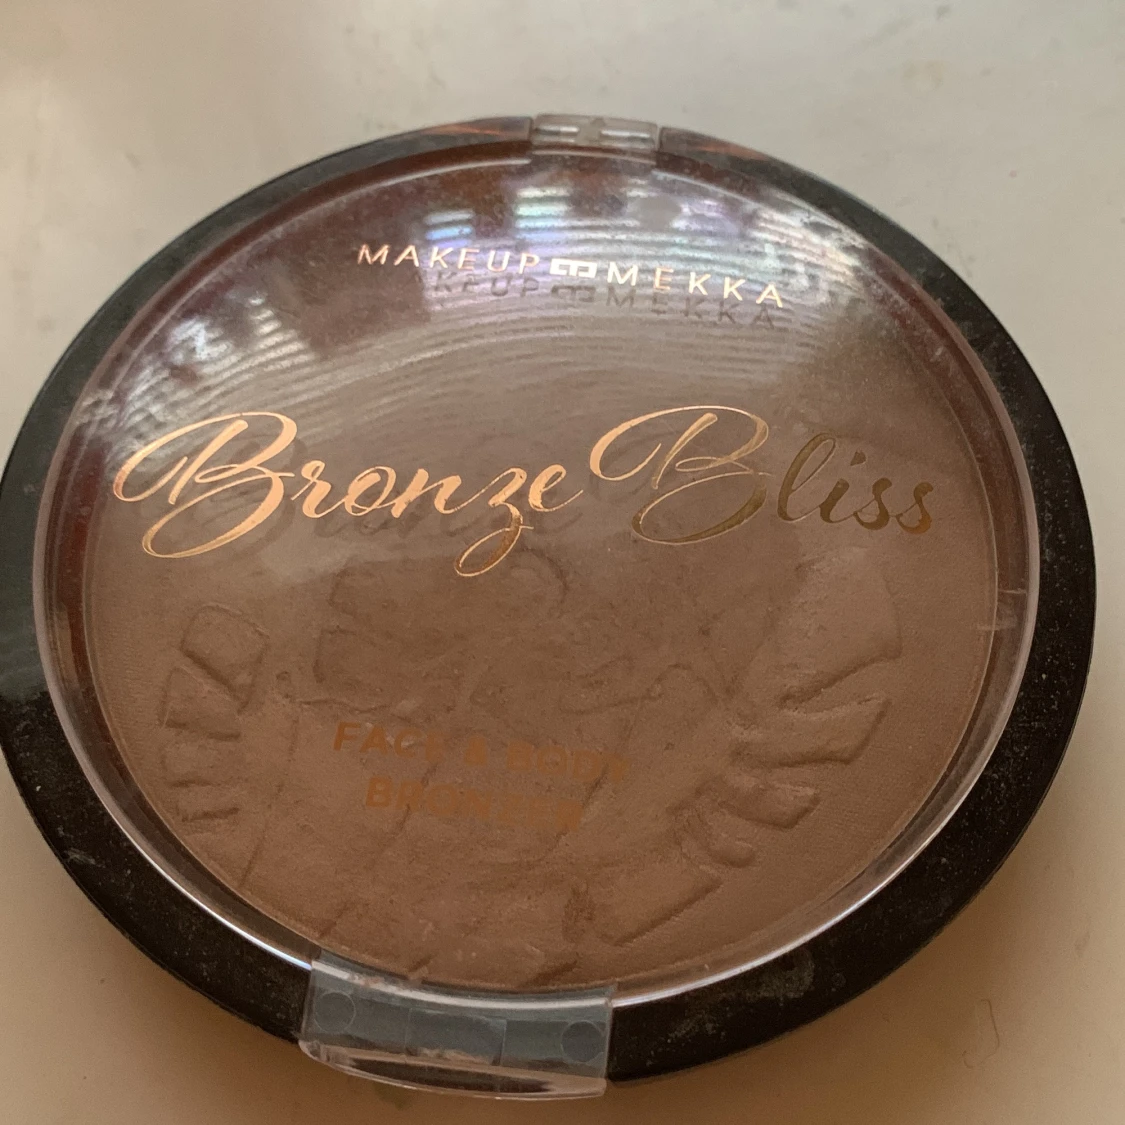 MAKEUP MEKKA
Bronze Bliss
FACE & BODY
BRONZER